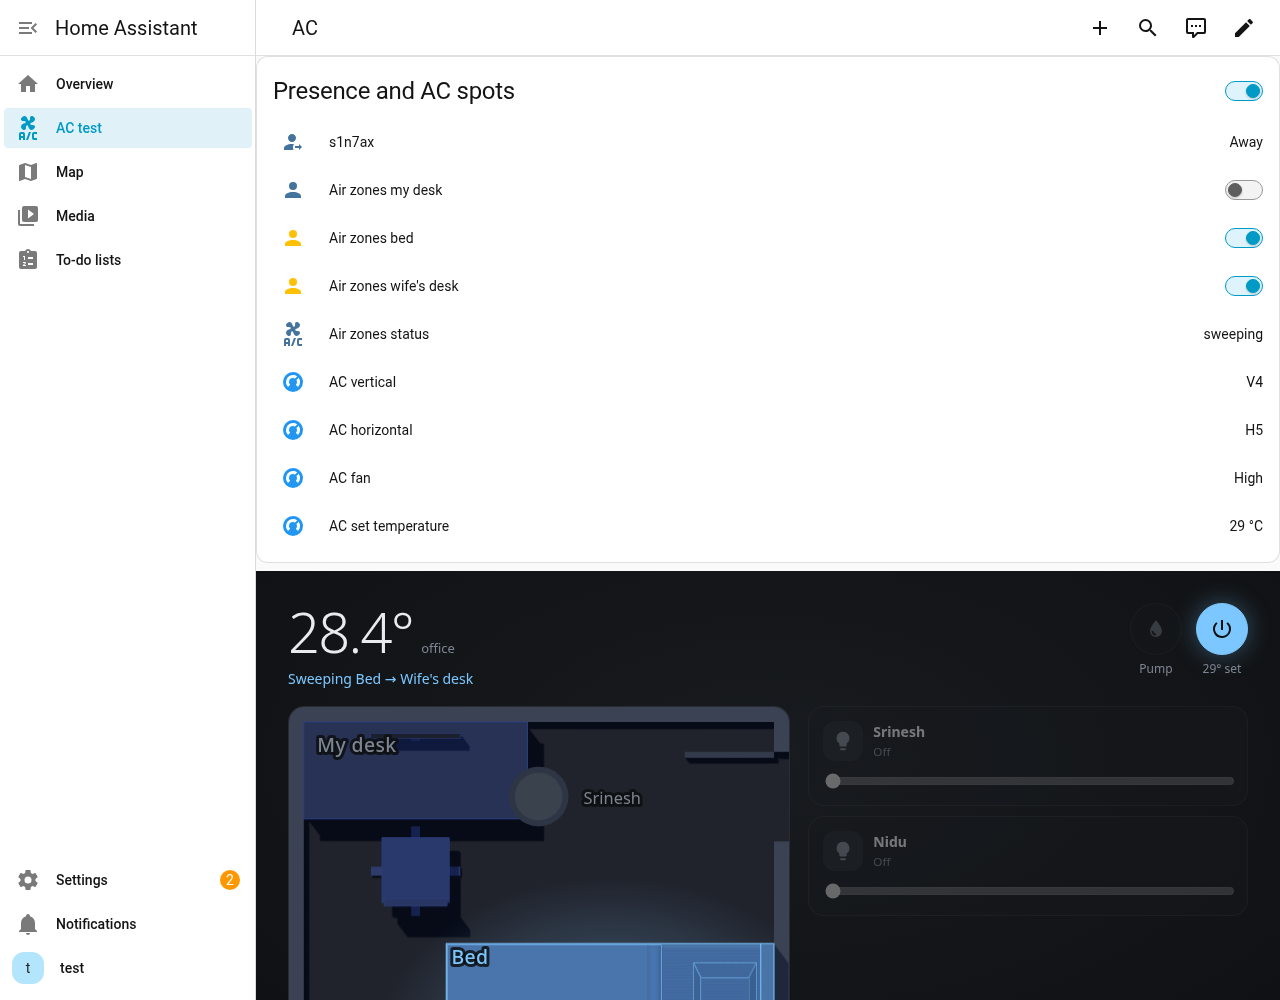 Home Assistant
AC
Overview
AC test
Map
Media
To-do lists
Settings
2
Notifications
t
test
Presence and AC spots
s1n7ax
Away
Air zones my desk
Air zones bed
Air zones wife's desk
A/C
Air zones status
sweeping
AC vertical
V4
AC horizontal
H5
AC fan
High
AC set temperature
29 °C
28.4° office
Sweeping Bed → Wife's desk
Pump
29° set
My desk
Srinesh
Bed
Srinesh
Off
Nidu
Off